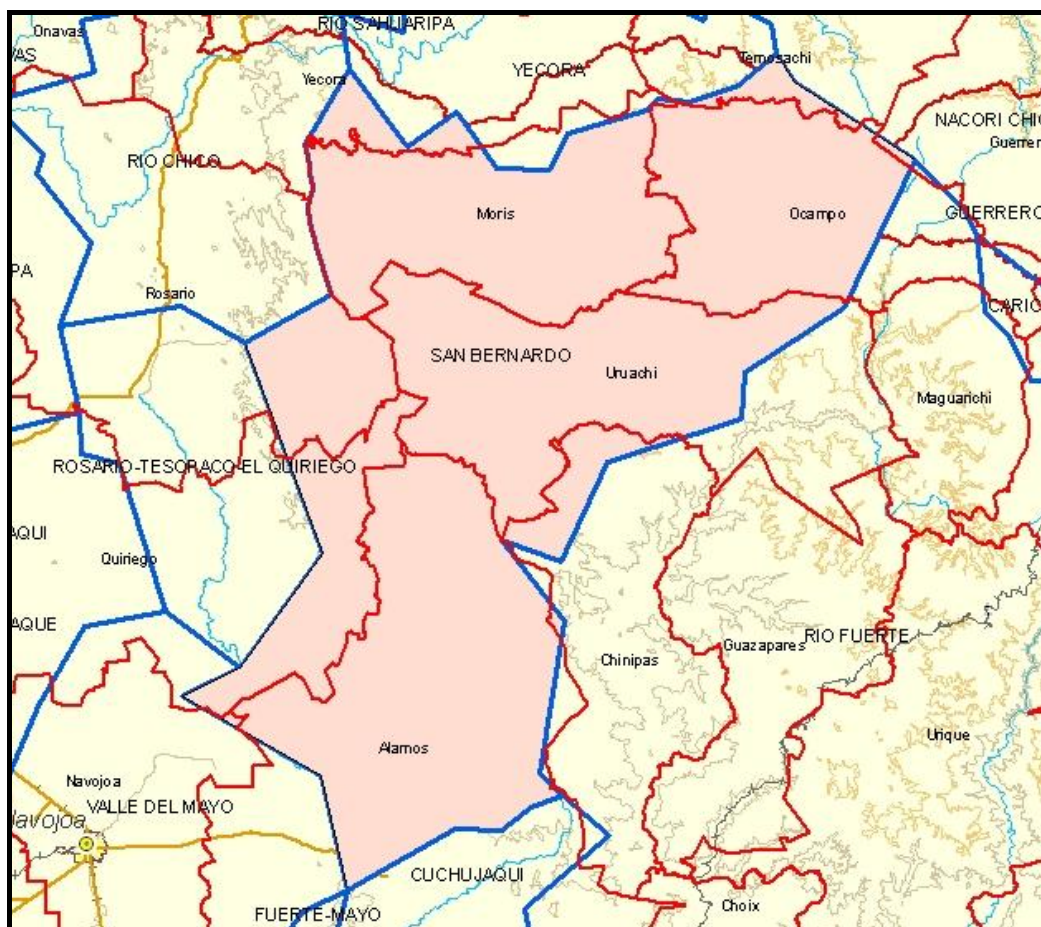 RIO SAHUARIPA
Onavas
VAS
Temosachi
YECORA
Yecora
NACORI CHIC
Guerrer
RIO CHICO
Moris
Ocampo
GUERRERO
PA
Rosario
CARIC
SAN BERNARDO
Uruachi
Maguarichi
ROSARIO-TESOPACO-EL QUIRIEGO
AQUI
Quiriego
AQUE
RIO FUERTE
Guazapares
Chinipas
Urique
Alamos
Navojoa
VALLE DEL MAYO
Navojoa
CUCHUJAQUI
Choix
FUERTE-MAYO